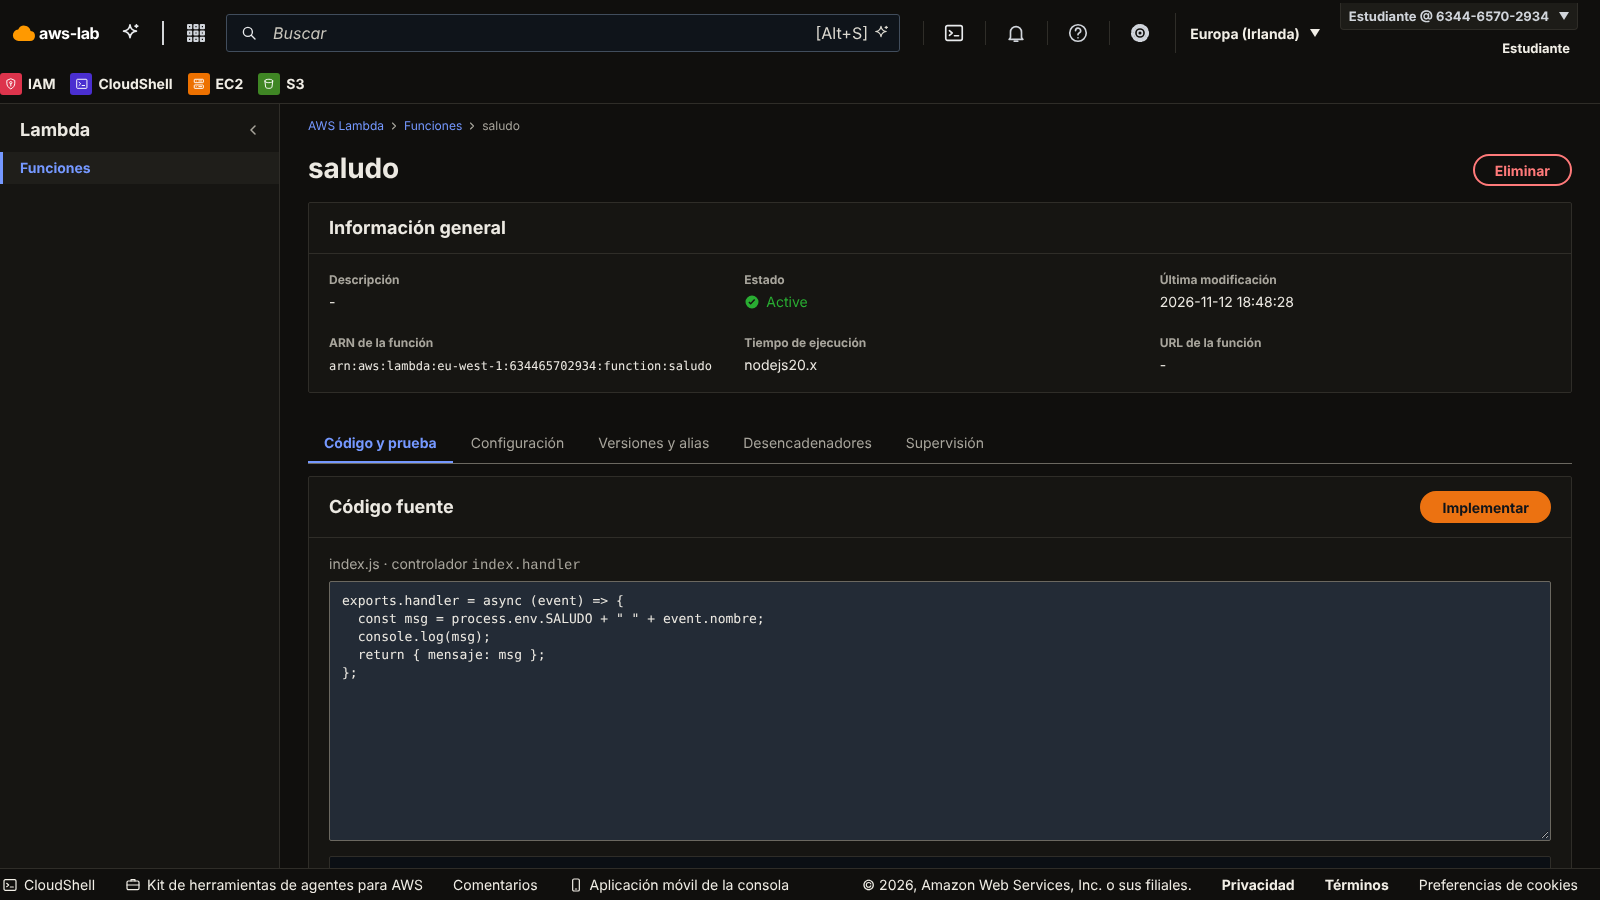 aws-lab
Buscar
[Alt+S]
Europa (Irlanda)
Estudiante @ 6344-6570-2934
Estudiante
IAM
CloudShell
EC2
S3
Lambda
Funciones
AWS Lambda
Funciones
saludo
saludo
Eliminar
Información general
Descripción
-
Estado
Active
Última modificación
2026-11-12 18:48:28
ARN de la función
arn:aws:lambda:eu-west-1:634465702934:function:saludo
Tiempo de ejecución
nodejs20.x
URL de la función
-
Código y prueba
Configuración
Versiones y alias
Desencadenadores
Supervisión
Código fuente
Implementar
index.js · controlador index.handler
exports.handler = async (event) => {
  const msg = process.env.SALUDO + " " + event.nombre;
  console.log(msg);
  return { mensaje: msg };
};
CloudShell
Kit de herramientas de agentes para AWS
Comentarios
Aplicación móvil de la consola
© 2026, Amazon Web Services, Inc. o sus filiales.
Privacidad
Términos
Preferencias de cookies